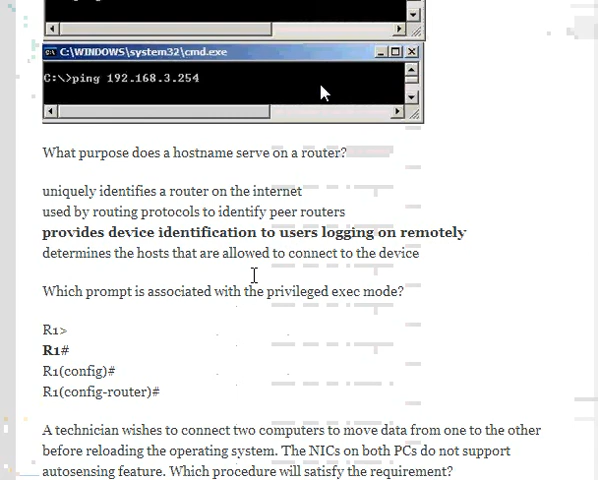 C:\WINDOWS\system32\cmd.exe
C:\>ping 192.168.3.254
What purpose does a hostname serve on a router?
uniquely identifies a router on the internet
used by routing protocols to identify peer routers
provides device identification to users logging on remotely
determines the hosts that are allowed to connect to the device
Which prompt is associated with the privileged exec mode?
R1>
R1#
R1(config)#
R1(config-router)#
A technician wishes to connect two computers to move data from one to the other
before reloading the operating system. The NICs on both PCs do not support
autosensing feature. Which procedure will satisfy the requirement?